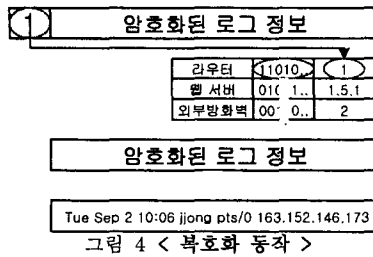 1 암호화된 로그 정보
라우터 11010.. 1
웹 서버 1.5.1
외부방화벽 2
암호화된 로그 정보
Tue Sep 2 10:06 jjong pts/0 163.152.146.173
그림 4 < 복호화 동작 >